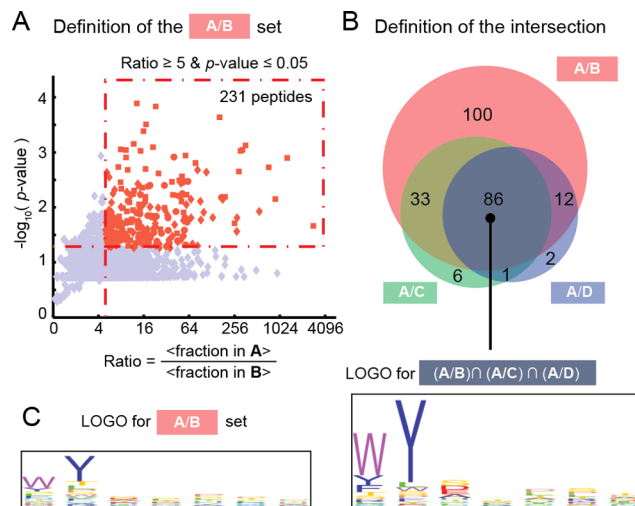 A Definition of the A/B set
Ratio ≥ 5 & p-value ≤ 0.05
231 peptides
4
3
2
1
0
-log10( p-value )
0 4 16 64 256 1024 4096
Ratio = <fraction in A>
<fraction in B>
B Definition of the intersection
A/B
100
33 86 12
6 1 2
A/C A/D
LOGO for (A/B)∩(A/C)∩(A/D)
W Y
C LOGO for A/B set
W Y